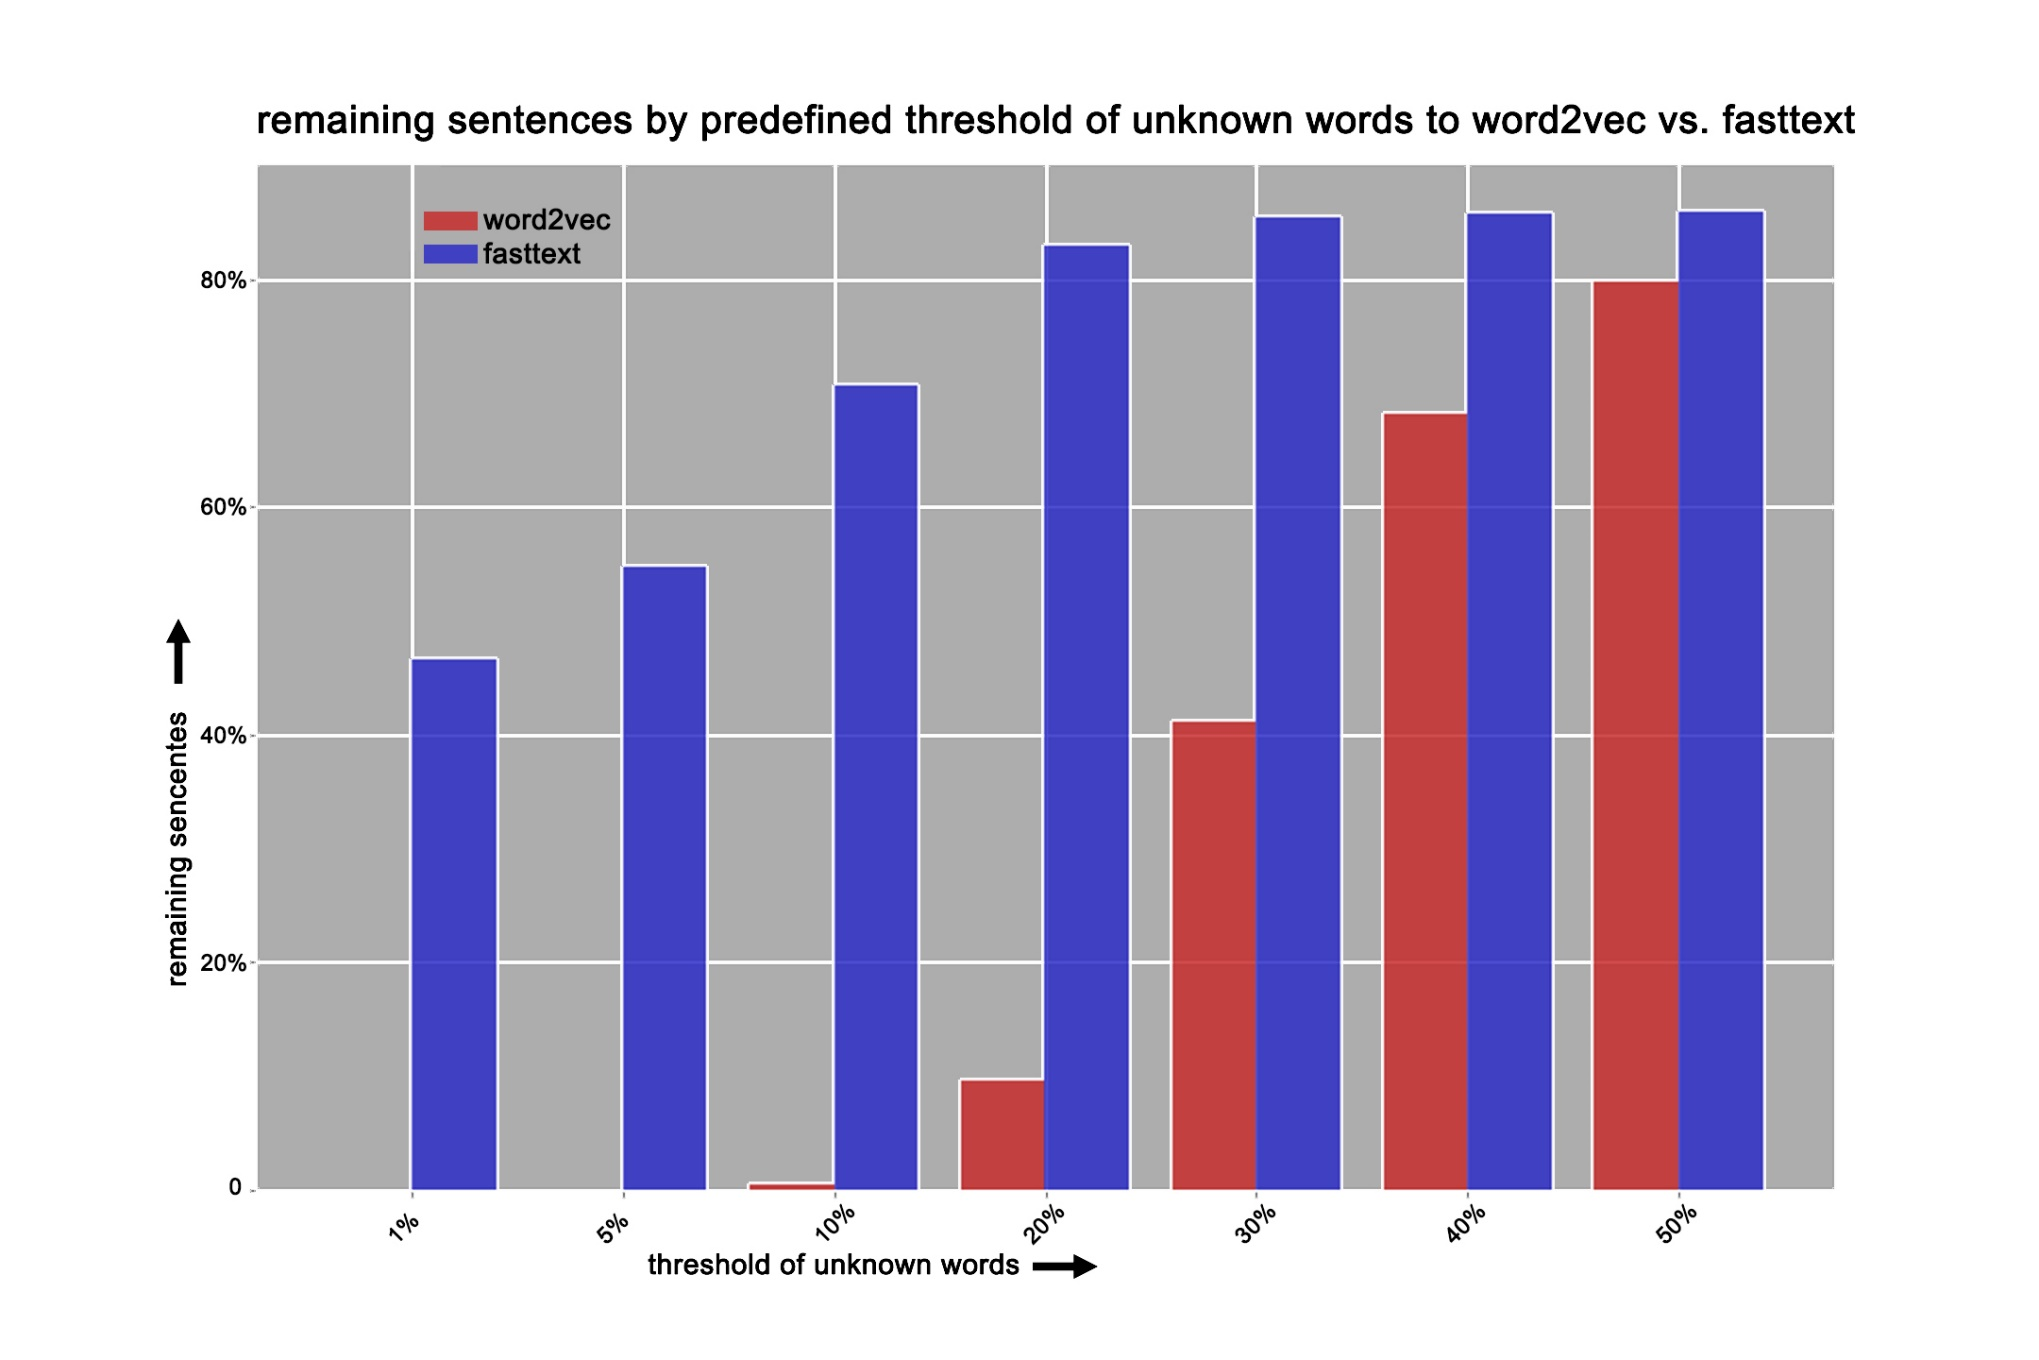 remaining sentences by predefined threshold of unknown words to word2vec vs. fasttext
word2vec
fasttext
80%
60%
40%
20%
0
remaining sencentes
1%
5%
10%
20%
30%
40%
50%
threshold of unknown words